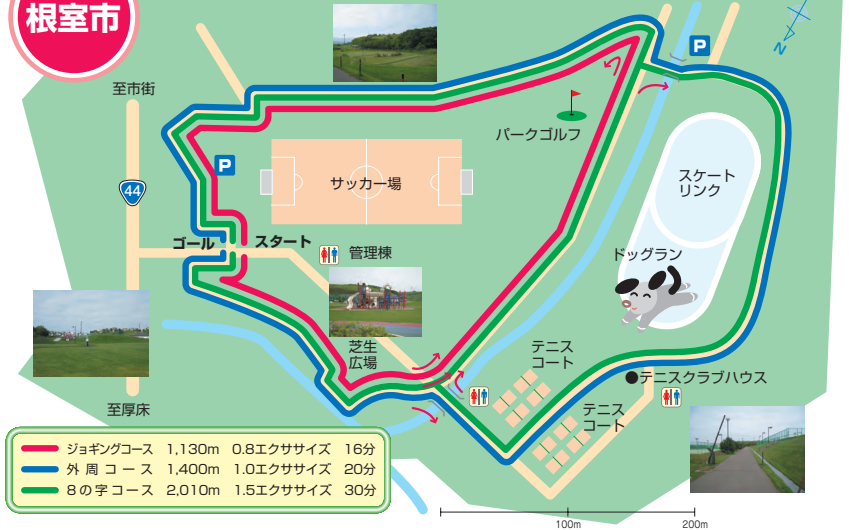 根室市
至市街
44
P
P
N
パークゴルフ
サッカー場
スケート
リンク
ゴール
スタート
管理棟
ドッグラン
芝生
広場
テニス
コート
テニスクラブハウス
テニス
コート
至厚床
ジョギングコース 1,130m 0.8エクササイズ 16分
外周コース 1,400m 1.0エクササイズ 20分
8の字コース 2,010m 1.5エクササイズ 30分
100m
200m